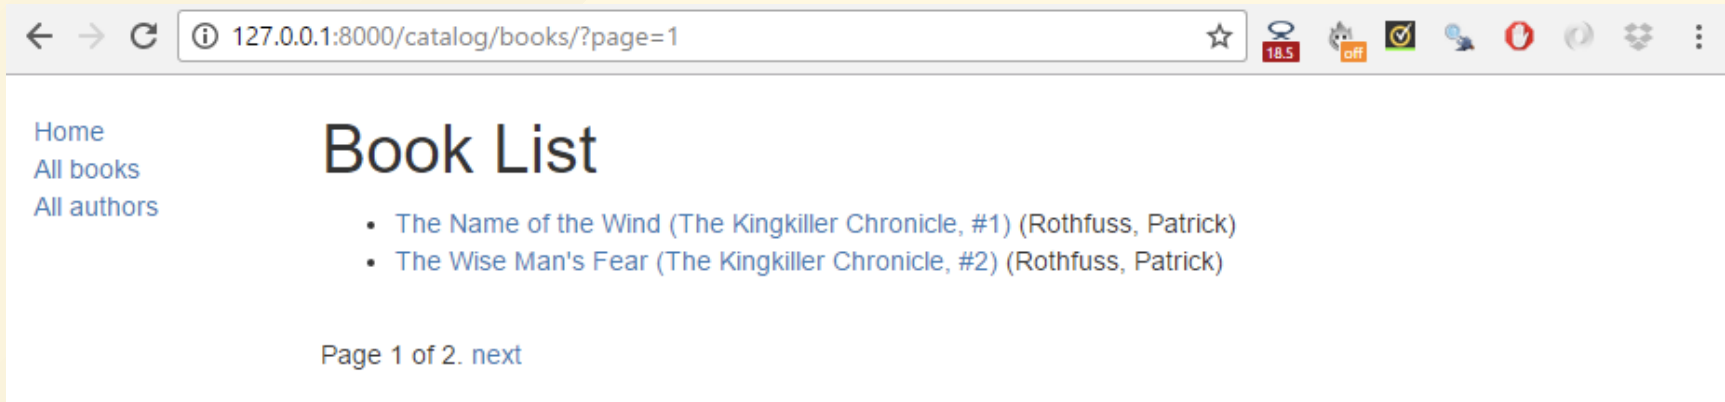 127.0.0.1:8000/catalog/books/?page=1
18.5
off
Home
All books
All authors
Book List
The Name of the Wind (The Kingkiller Chronicle, #1) (Rothfuss, Patrick)
The Wise Man's Fear (The Kingkiller Chronicle, #2) (Rothfuss, Patrick)
Page 1 of 2. next